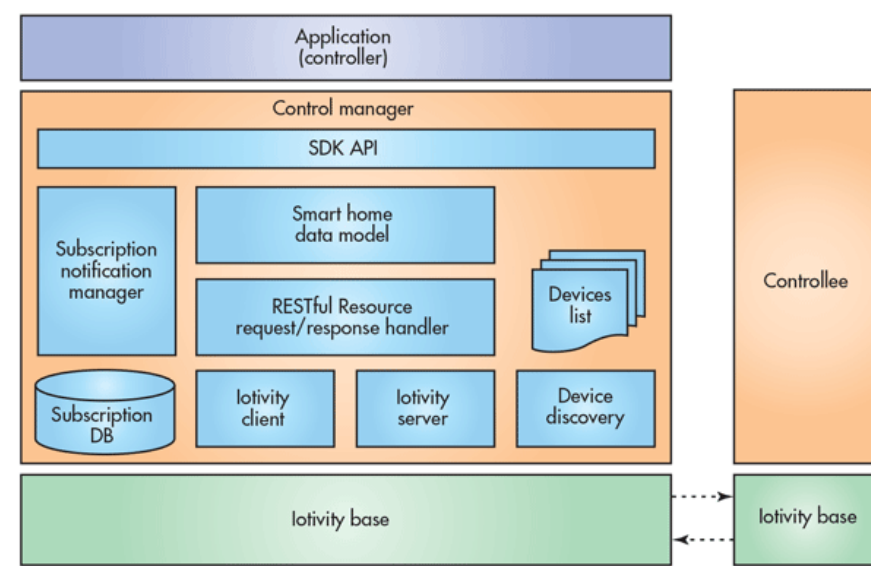 Application
(controller)
Control manager
SDK API
Subscription
notification
manager
Smart home
data model
RESTful Resource
request/response handler
Devices
list
Controllee
Subscription
DB
Iotivity
client
Iotivity
server
Device
discovery
Iotivity base
Iotivity base